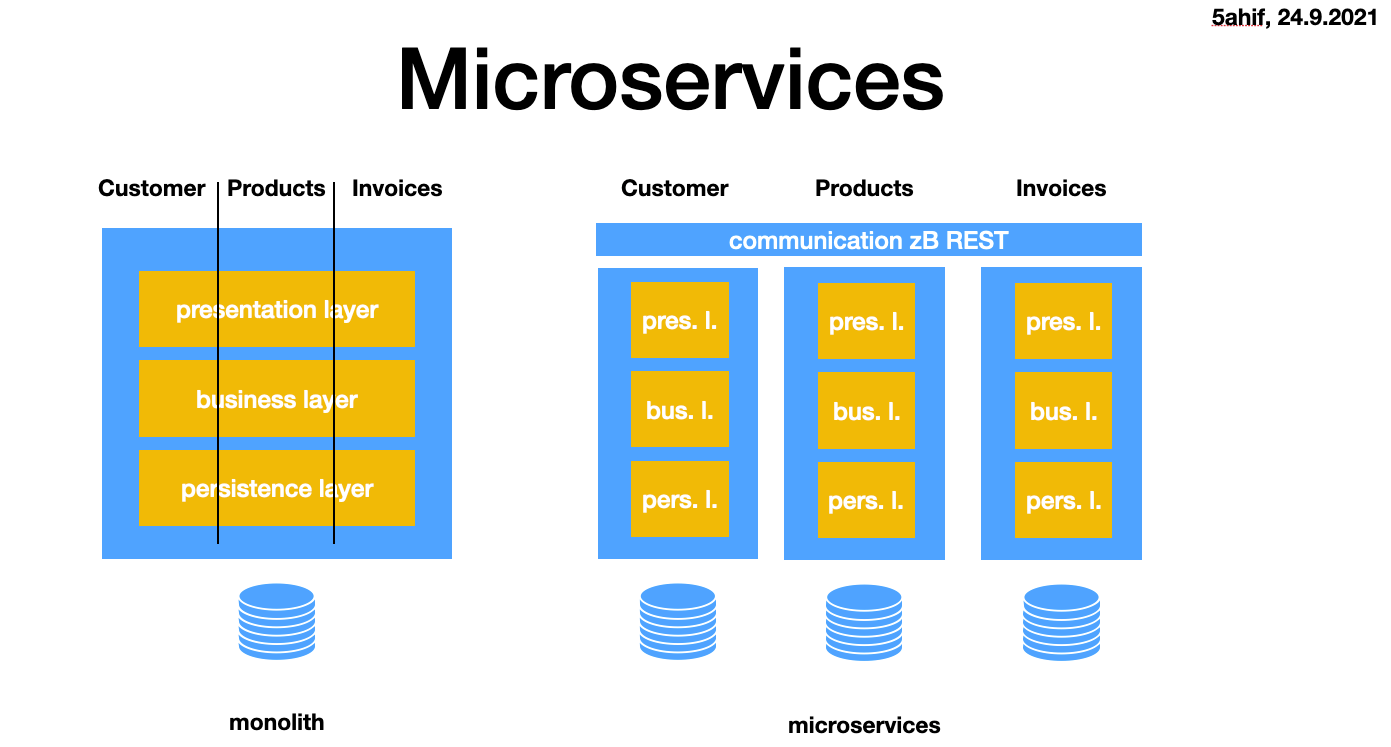 5ahif, 24.9.2021
Microservices
Customer
Products
Invoices
presentation layer
business layer
persistence layer
monolith
Customer
Products
Invoices
communication zB REST
pres. l.
pres. l.
pres. l.
bus. l.
bus. l.
bus. l.
pers. l.
pers. l.
pers. l.
microservices